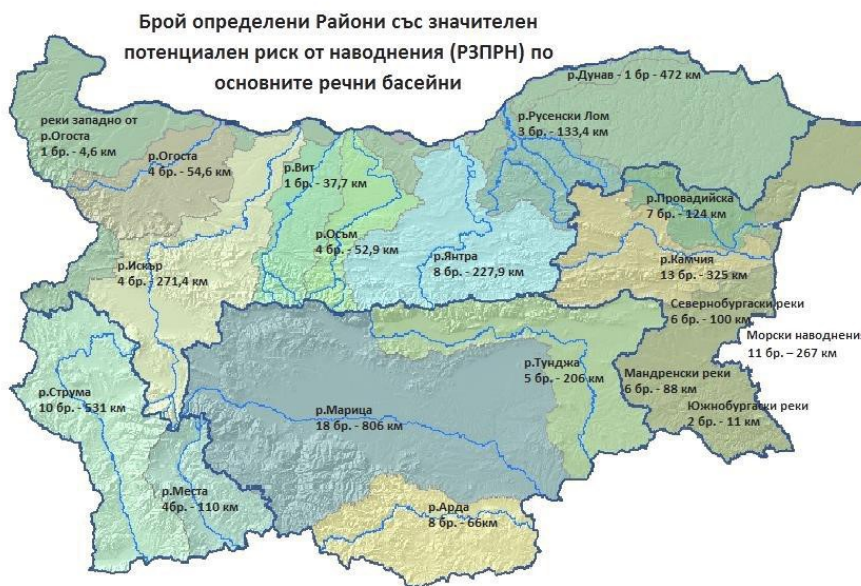 Брой определени Райони със значителен
потенциален риск от наводнения (РЗПРН) по
основните речни басейни
р.Дунав - 1 бр - 472 км
реки западно от
р.Огоста
1 бр. - 4,6 км
р.Огоста
4 бр. - 54,6 км
р.Вит
1 бр. - 37,7 км
р.Русенски Лом
3 бр. - 133,4 км
р.Осъм
4 бр. - 52,9 км
р.Искър
4 бр. - 271,4 км
р.Янтра
8 бр. - 227,9 км
р.Провадийска
7 бр. - 124 км
р.Камчия
13 бр. - 325 км
Севернобургаски реки
6 бр. - 100 км
Морски наводнения
11 бр. – 267 км
р.Струма
10 бр. - 531 км
р.Марица
18 бр. - 806 км
р.Тунджа
5 бр. - 206 км
Мандренски реки
6 бр. - 88 км
Южнобургаски реки
2 бр. - 11 км
р.Места
4бр. - 110 км
р.Арда
8 бр. - 66км